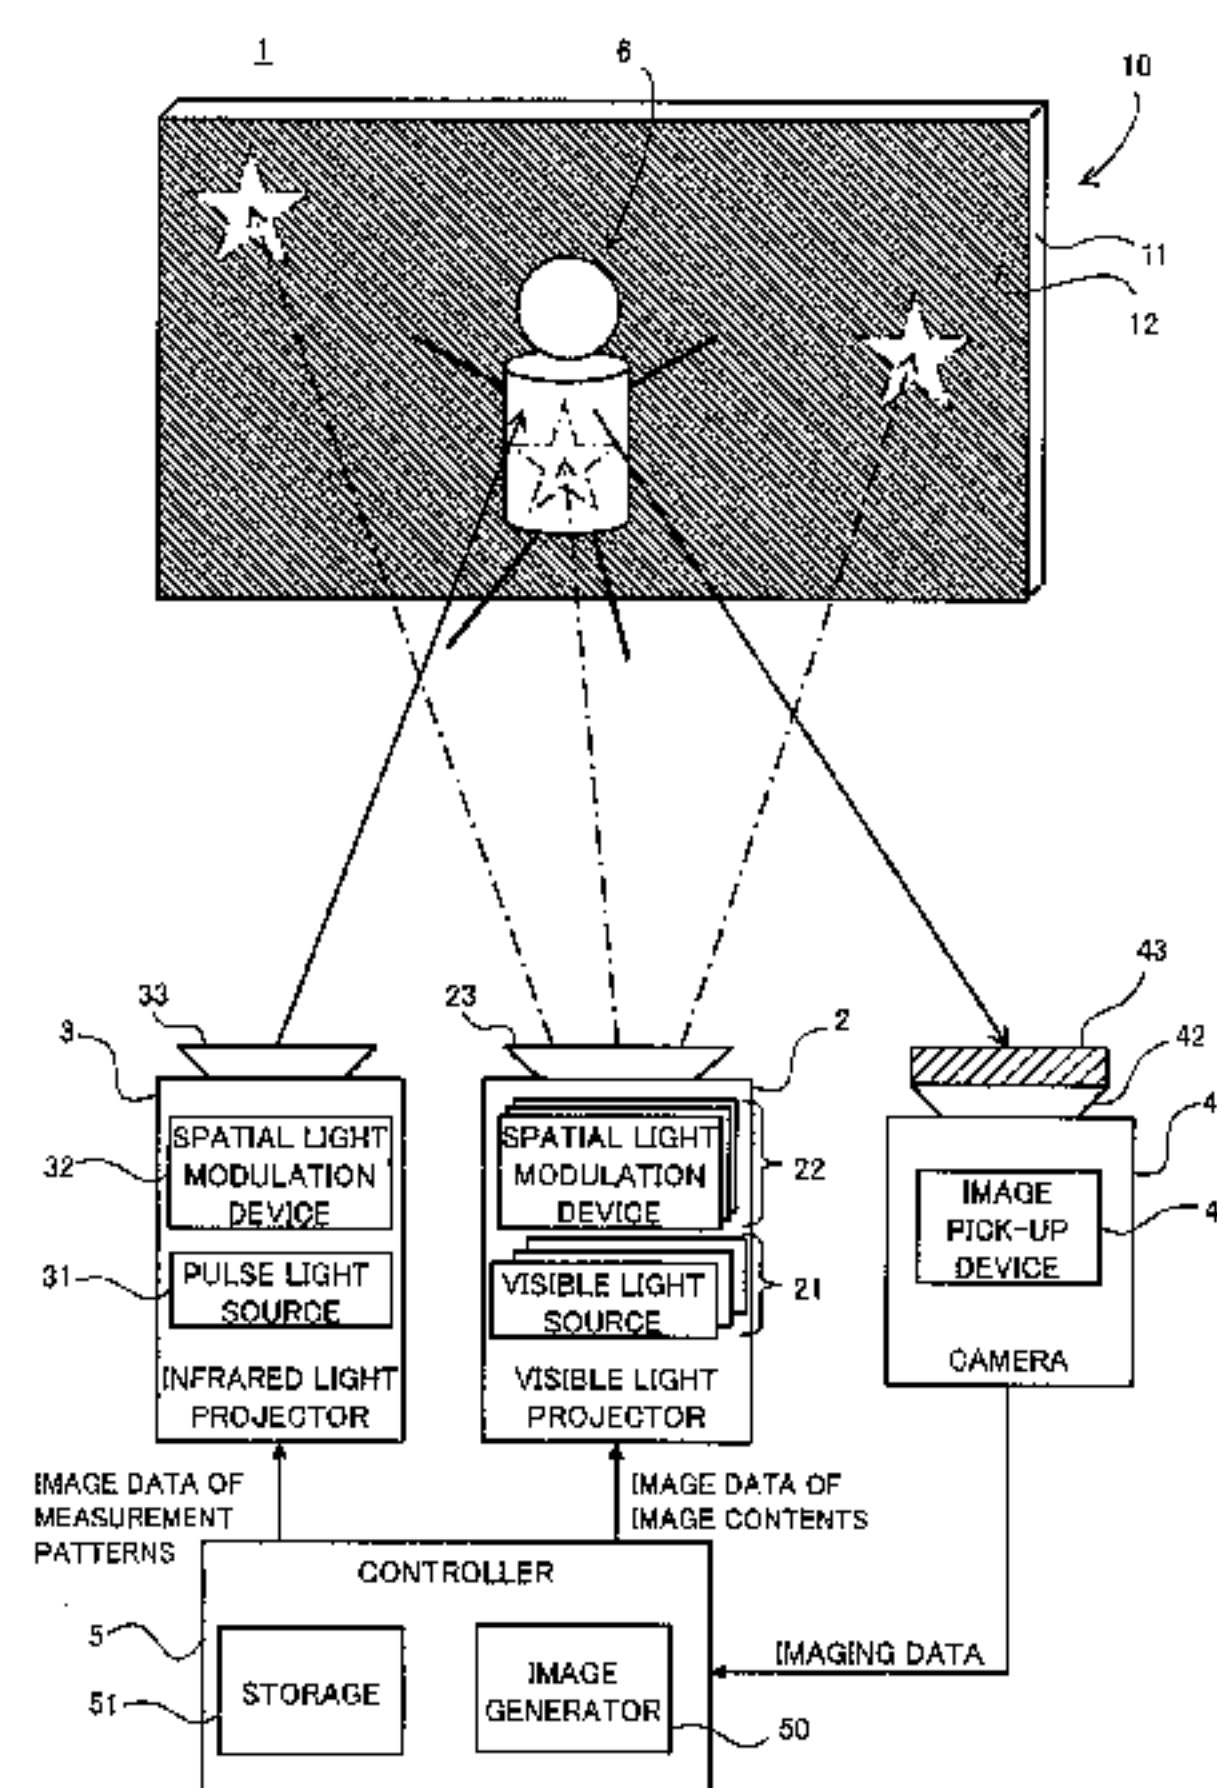 1
6
10
11
12
43
33
23
3
2
42
4
SPATIAL LIGHT
MODULATION
DEVICE
32
SPATIAL LIGHT
MODULATION
DEVICE
22
IMAGE
PICK-UP
DEVICE
4
31
PULSE LIGHT
SOURCE
VISIBLE LIGHT
SOURCE
21
INFRARED LIGHT
PROJECTOR
VISIBLE LIGHT
PROJECTOR
CAMERA
IMAGE DATA OF
MEASUREMENT
PATTERNS
IMAGE DATA OF
IMAGE CONTENTS
CONTROLLER
5
51
STORAGE
IMAGE
GENERATOR
50
IMAGING DATA